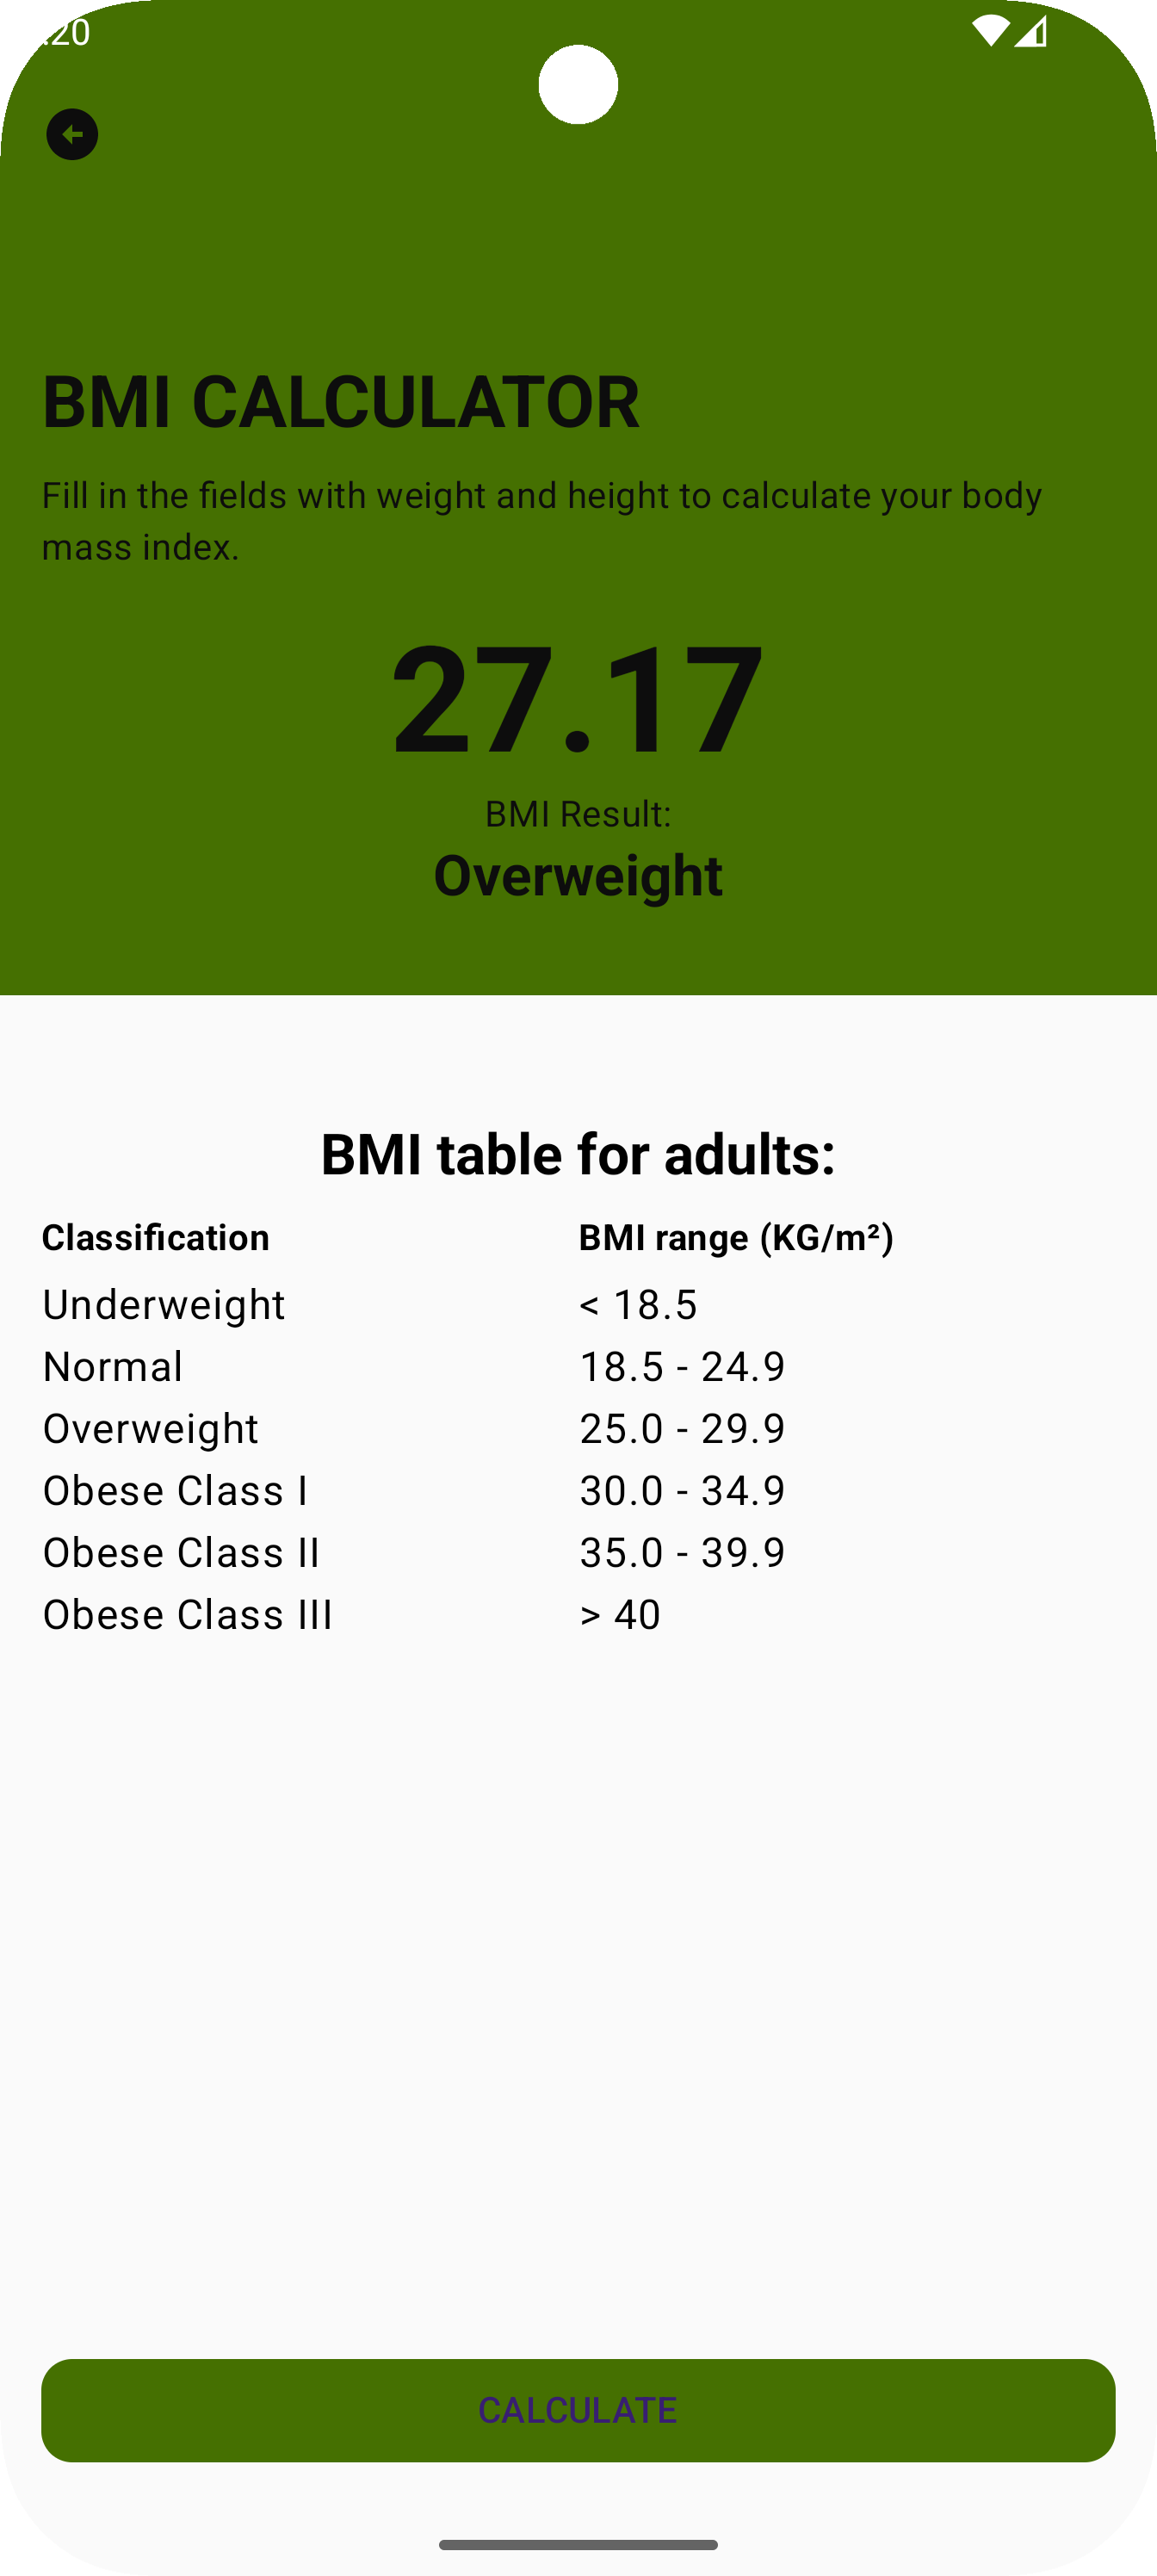 :20
BMI CALCULATOR
Fill in the fields with weight and height to calculate your body
mass index.
27.17
BMI Result:
Overweight
BMI table for adults:
Classification BMI range (KG/m²)
Underweight < 18.5
Normal 18.5 - 24.9
Overweight 25.0 - 29.9
Obese Class I 30.0 - 34.9
Obese Class II 35.0 - 39.9
Obese Class III > 40
CALCULATE